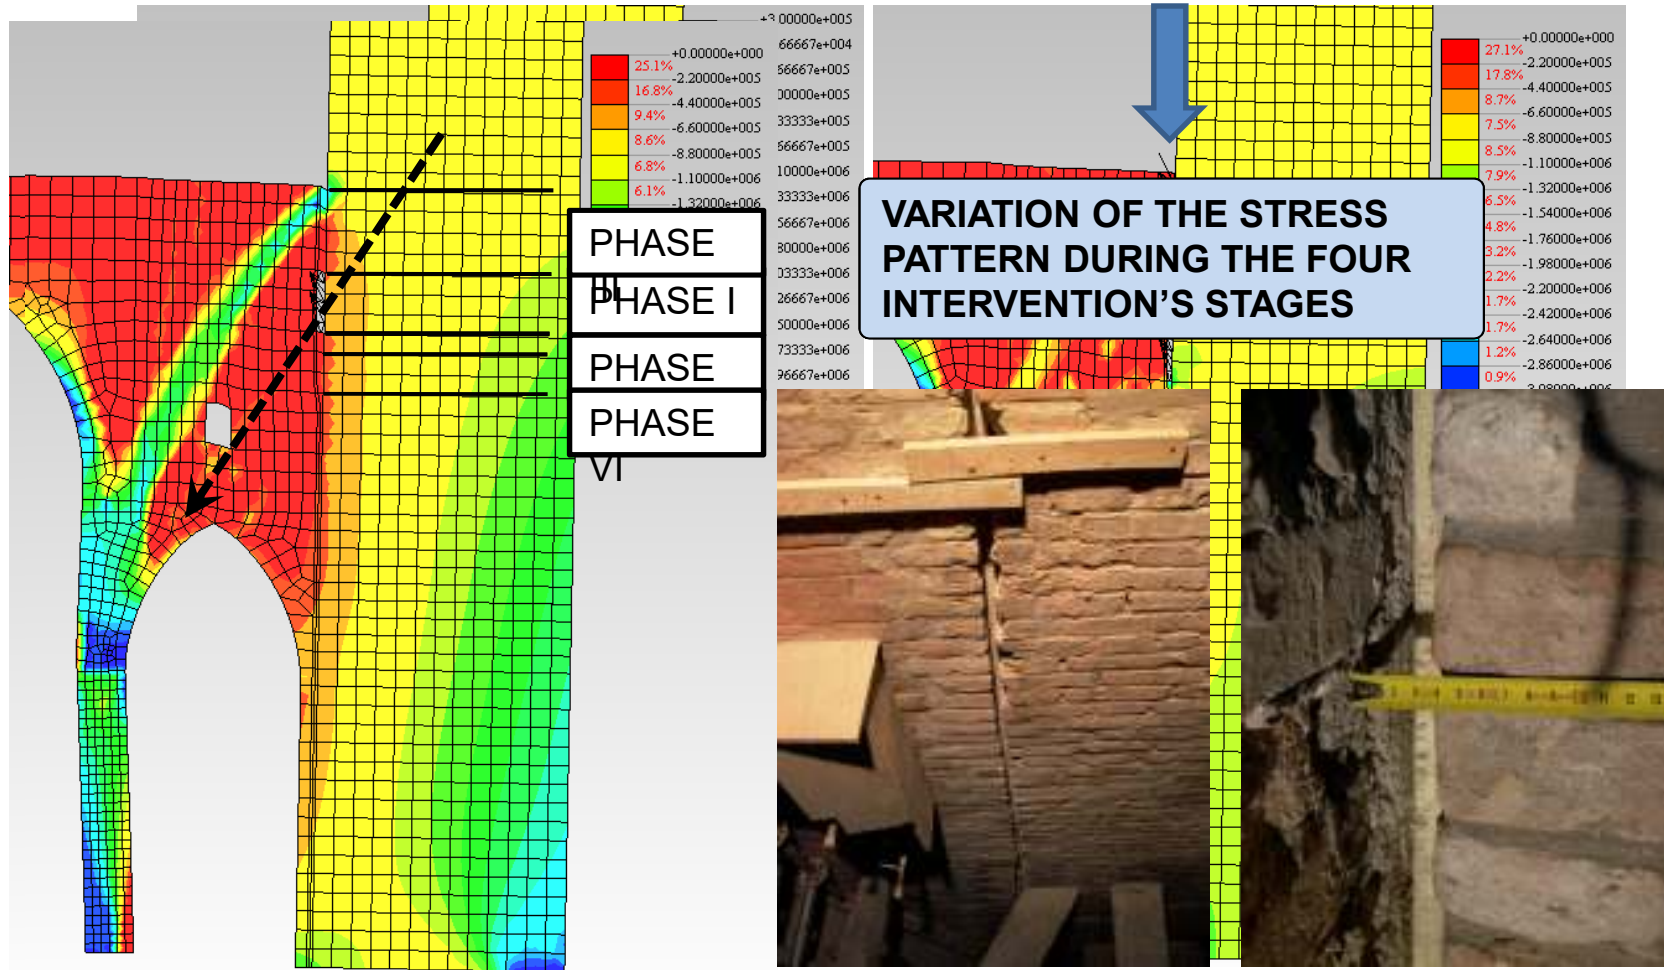 +0.00000e+000
25.1%
-2.20000e+005
16.8%
-4.40000e+005
9.4%
-6.60000e+005
8.6%
-8.80000e+005
6.8%
-1.10000e+006
6.1%
-1.32000e+006
+3.00000e+005
66667e+004
66667e+005
00000e+005
33333e+005
66667e+005
10000e+006
33333e+006
66667e+006
80000e+006
03333e+006
26667e+006
50000e+006
73333e+006
96667e+006
PHASE
III
PHASE I
PHASE
PHASE
VI
+0.00000e+000
27.1%
-2.20000e+005
17.8%
-4.40000e+005
8.7%
-6.60000e+005
7.5%
-8.80000e+005
8.5%
-1.10000e+006
7.9%
-1.32000e+006
6.5%
-1.54000e+006
4.8%
-1.76000e+006
3.2%
-1.98000e+006
2.2%
-2.20000e+006
1.7%
-2.42000e+006
1.7%
-2.64000e+006
1.2%
-2.86000e+006
0.9%
VARIATION OF THE STRESS
PATTERN DURING THE FOUR
INTERVENTION’S STAGES